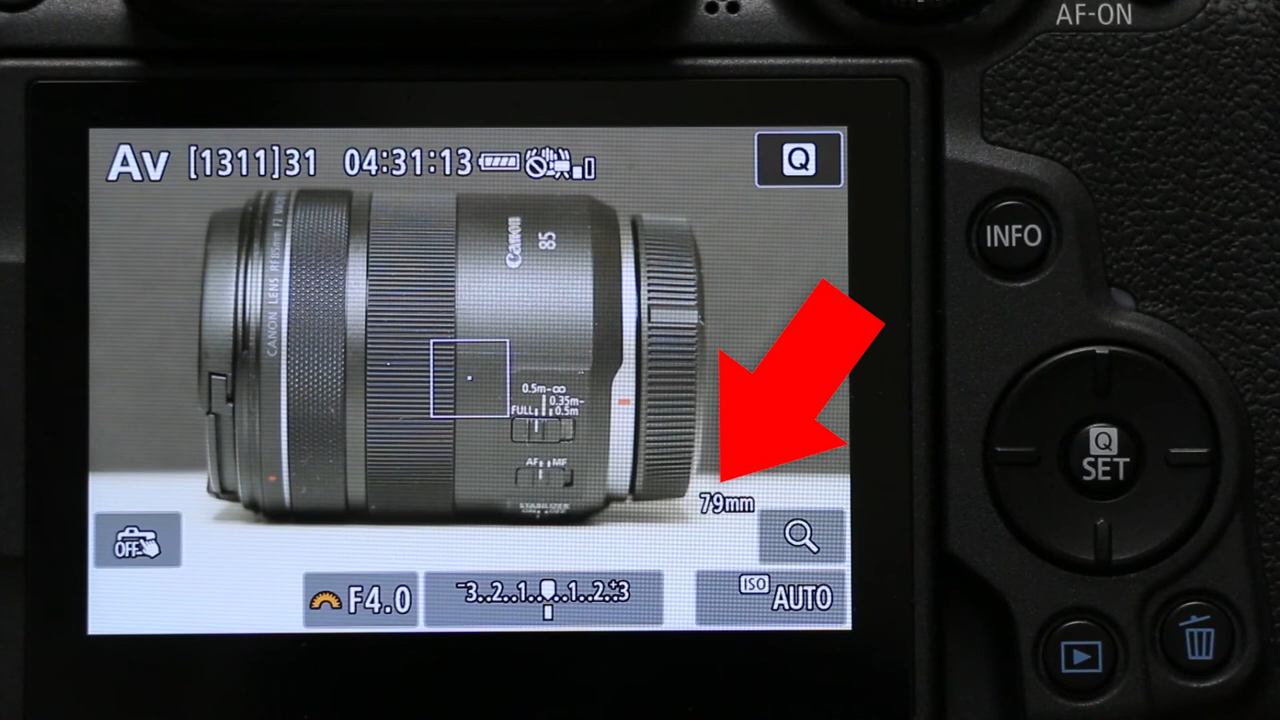 AF-ON
Av [1311]31 04:31:13
Q
INFO
CANON LENS RF85mm F2 MACRO
Canon
85
0.5m-∞
0.35m-
FULL 0.5m
AF MF
STABILIZER
79mm
Q
SET
OFF
F4.0
-3..2..1..0..1..2..+3
ISO
AUTO